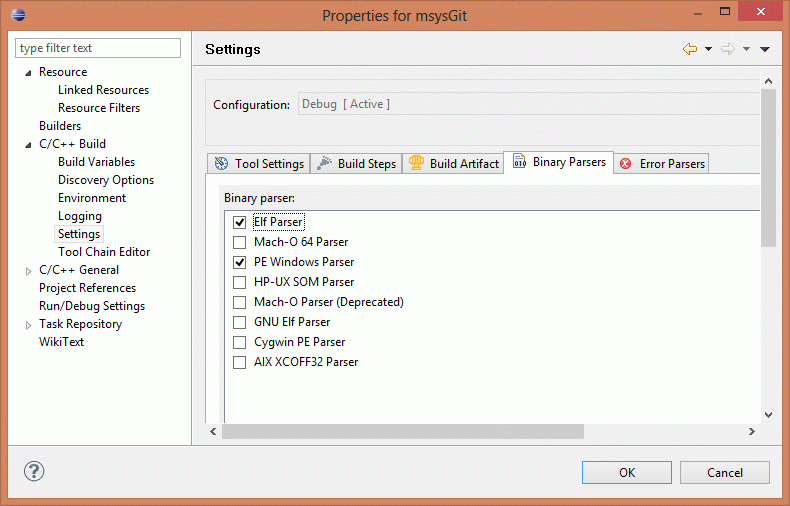 Properties for msysGit
type filter text
Resource
Linked Resources
Resource Filters
Builders
C/C++ Build
Build Variables
Discovery Options
Environment
Logging
Settings
Tool Chain Editor
C/C++ General
Project References
Run/Debug Settings
Task Repository
WikiText
Settings
Configuration: Debug [ Active ]
Tool Settings Build Steps Build Artifact 010 Binary Parsers Error Parsers
Binary parser:
Elf Parser
Mach-O 64 Parser
PE Windows Parser
HP-UX SOM Parser
Mach-O Parser (Deprecated)
GNU Elf Parser
Cygwin PE Parser
AIX XCOFF32 Parser
?
OK Cancel